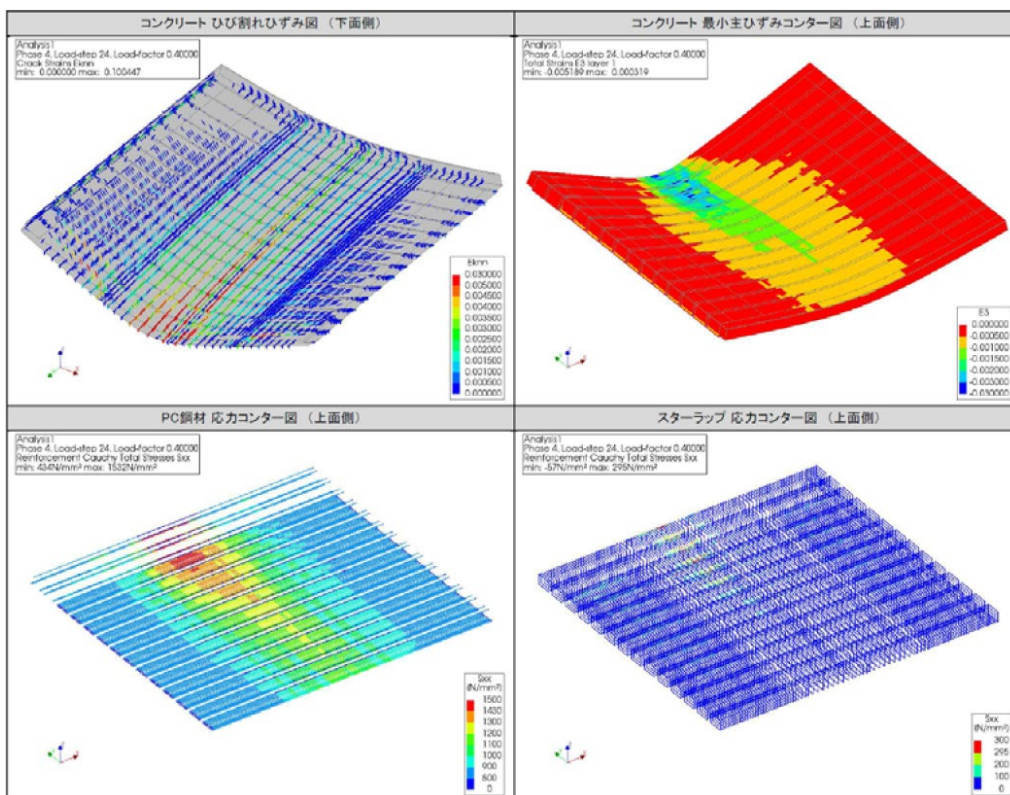 コンクリート ひび割れひずみ図 (下面側)
Analysis1
Phase 4, Load-step 24, Load-factor 0.40000
Crack Strains Eknn
min: 0.000000 max: 0.100447
Eknn
0.030000
0.005000
0.004500
0.004000
0.003500
0.003000
0.002500
0.002000
0.001500
0.001000
0.000500
0.000000
コンクリート 最小主ひずみコンター図 (上面側)
Analysis1
Phase 4, Load-step 24, Load-factor 0.40000
Total Strains E3 layer 1
min: -0.005189 max: 0.000319
E3
0.000000
-0.000500
-0.001000
-0.001500
-0.002000
-0.003000
-0.030000
PC鋼材 応力コンター図 (上面側)
Analysis1
Phase 4, Load-step 24, Load-factor 0.40000
Reinforcement Cauchy Total Stresses Sxx
min: 434N/mm² max: 1532N/mm²
Sxx
(N/mm²)
1500
1430
1300
1200
1100
1000
900
800
0
スターラップ 応力コンター図 (上面側)
Analysis1
Phase 4, Load-step 24, Load-factor 0.40000
Reinforcement Cauchy Total Stresses Sxx
min: -57N/mm² max: 295N/mm²
Sxx
(N/mm²)
300
295
200
100
0